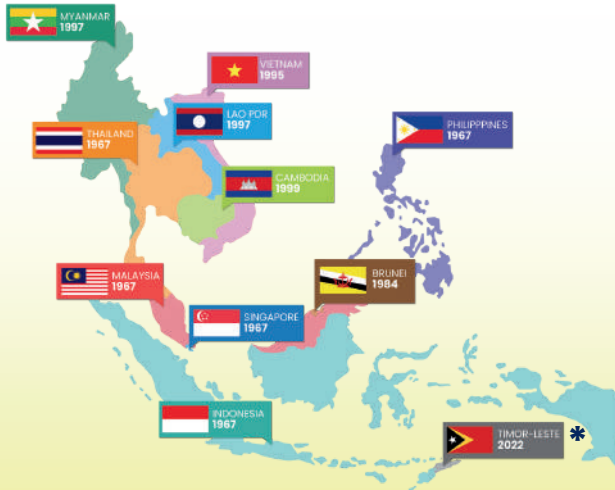 MYANMAR
1997
VIETNAM
1995
LAO PDR
1997
PHILIPPPINES
1967
THAILAND
1967
CAMBODIA
1999
MALAYSIA
1967
BRUNEI
1984
SINGAPORE
1967
INDONESIA
1967
TIMOR-LESTE *
2022